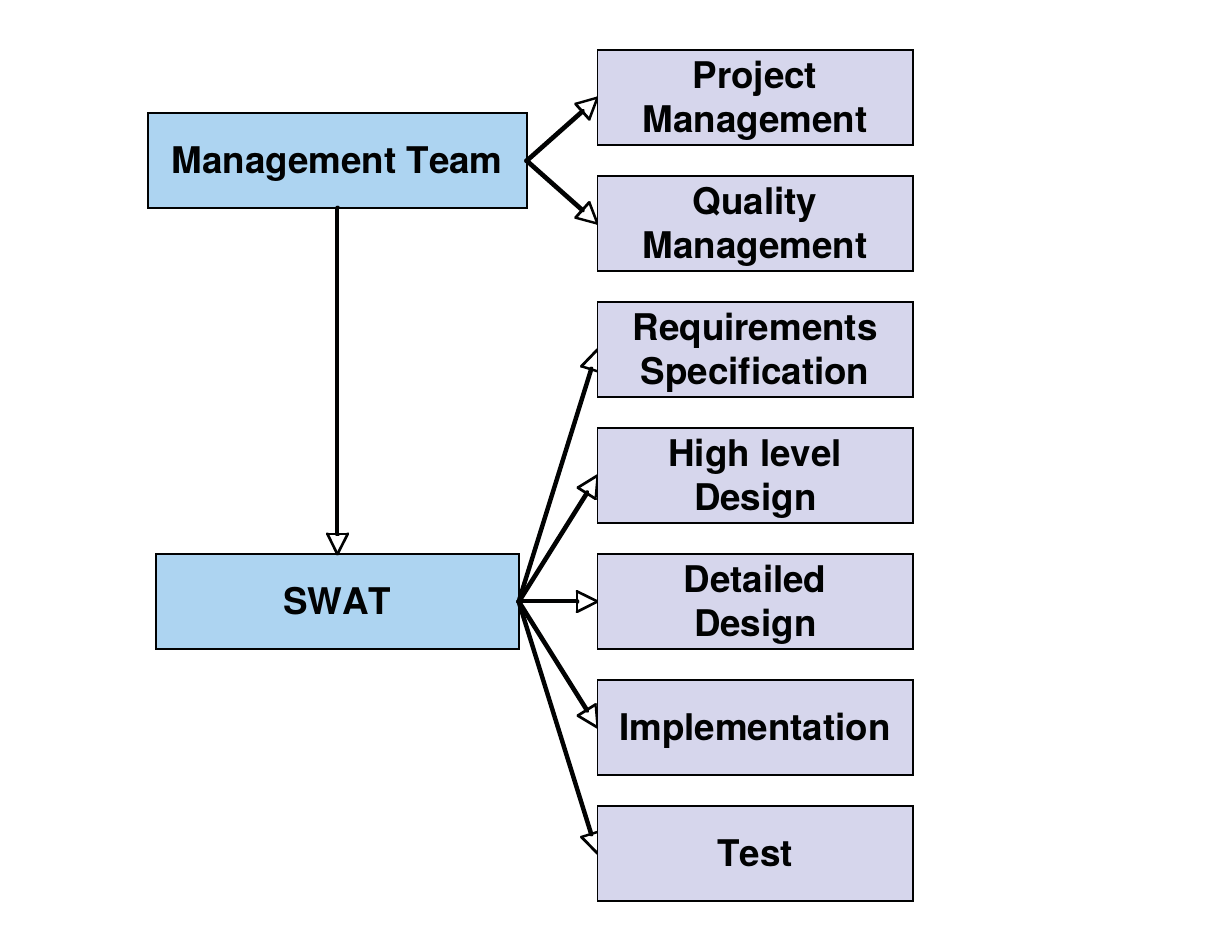 Project
Management
Management Team
Quality
Management
Requirements
Specification
High level
Design
SWAT
Detailed
Design
Implementation
Test